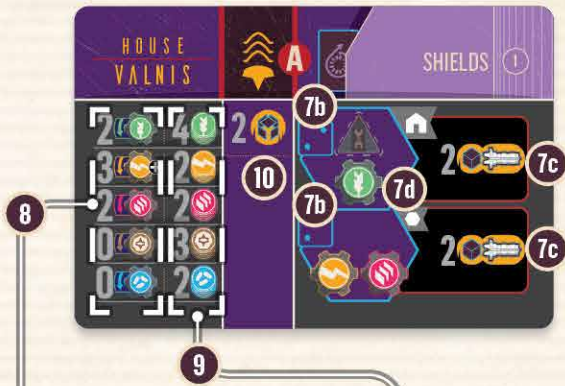 HOUSE
VALNIS
A
SHIELDS 1
7b
2 4 2
10
3 2
7d
2 7c
8
2 2
7b
0 3
2 7c
0 2
9